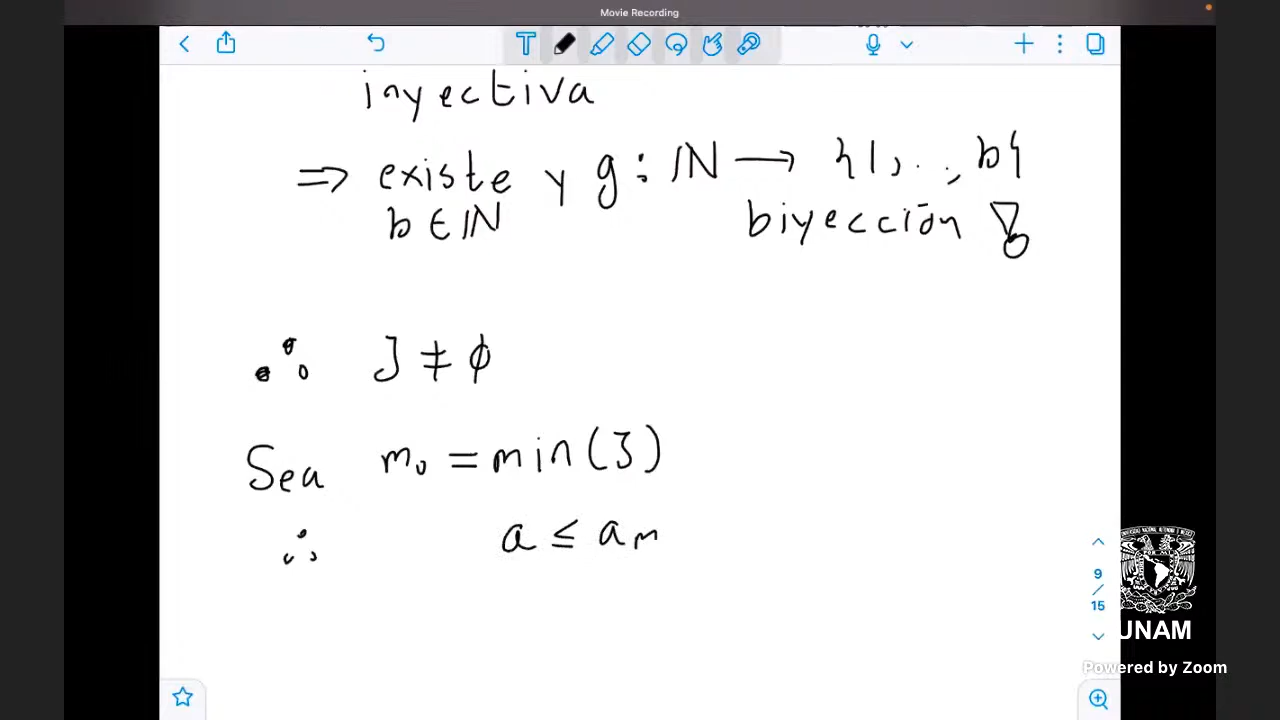 Movie Recording
inyectiva
⇒ existe y g : ℕ → {1, .., b}
b ∈ ℕ biyección !
∴ J ≠ ϕ
Sea m₀ = min(J)
∴ a ≤ am
9
/
15
UNAM
Powered by Zoom